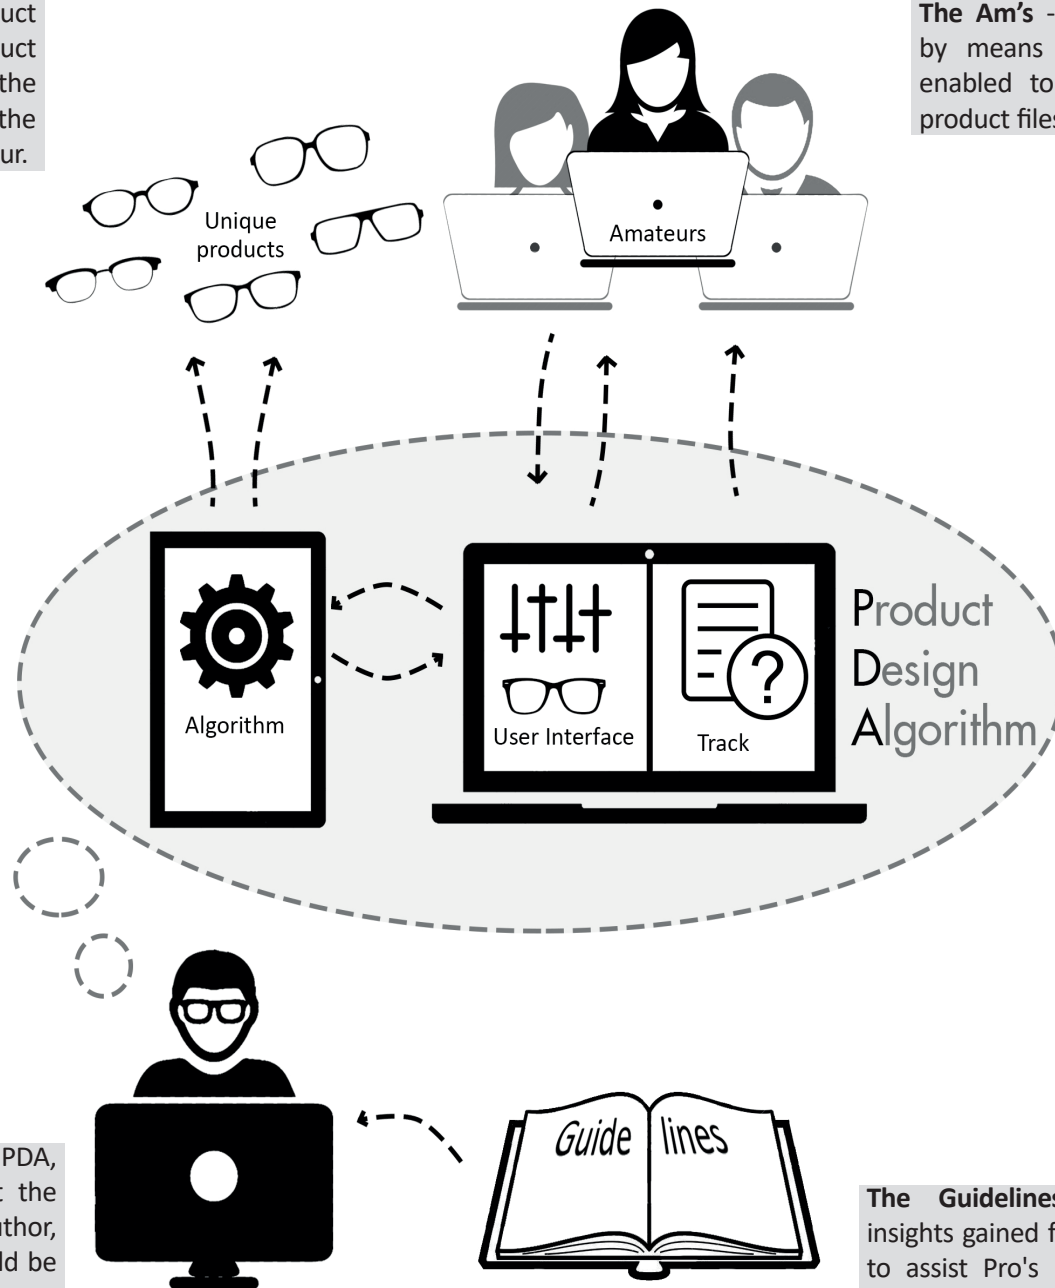 uct
uct
the
the
ur.
The Am’s -
by means
enabled to
product files
Unique
products
Amateurs
Algorithm
User Interface
?
Track
Product
Design
Algorithm
PDA,
t the
uthor,
ld be
Guide lines
The Guidelines
insights gained f
to assist Pro's